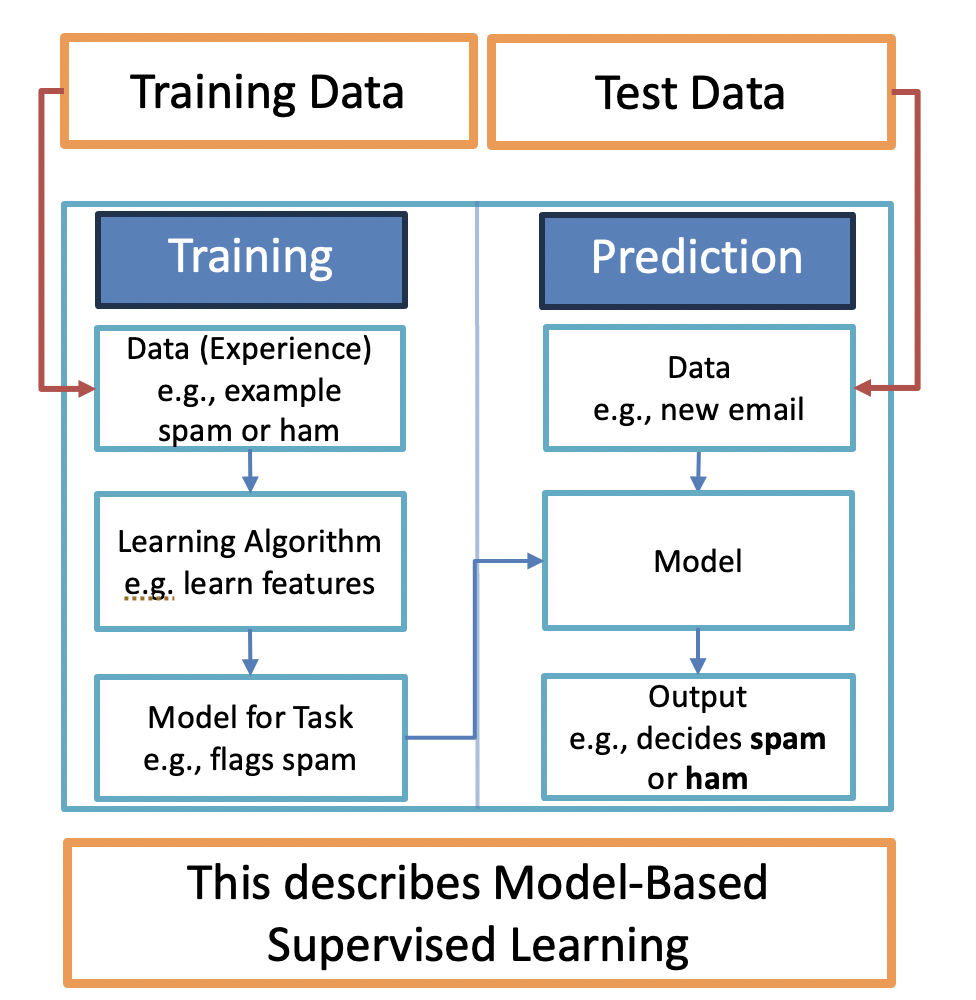 Training Data
Test Data
Training
Prediction
Data (Experience)
e.g., example
spam or ham
Data
e.g., new email
Learning Algorithm
e.g. learn features
Model
Model for Task
e.g., flags spam
Output
e.g., decides spam
or ham
This describes Model-Based
Supervised Learning